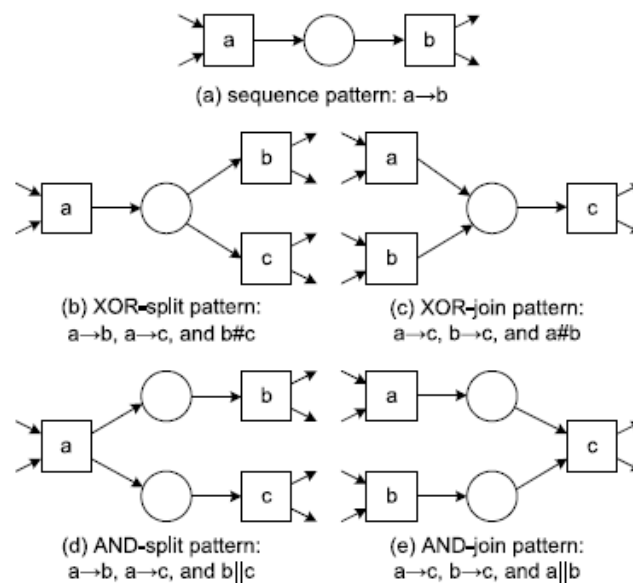 a
b
(a) sequence pattern: a→b
b
a
c
(b) XOR-split pattern:
a→b, a→c, and b#c
a
c
b
(c) XOR-join pattern:
a→c, b→c, and a#b
b
a
c
(d) AND-split pattern:
a→b, a→c, and b||c
a
c
b
(e) AND-join pattern:
a→c, b→c, and a||b